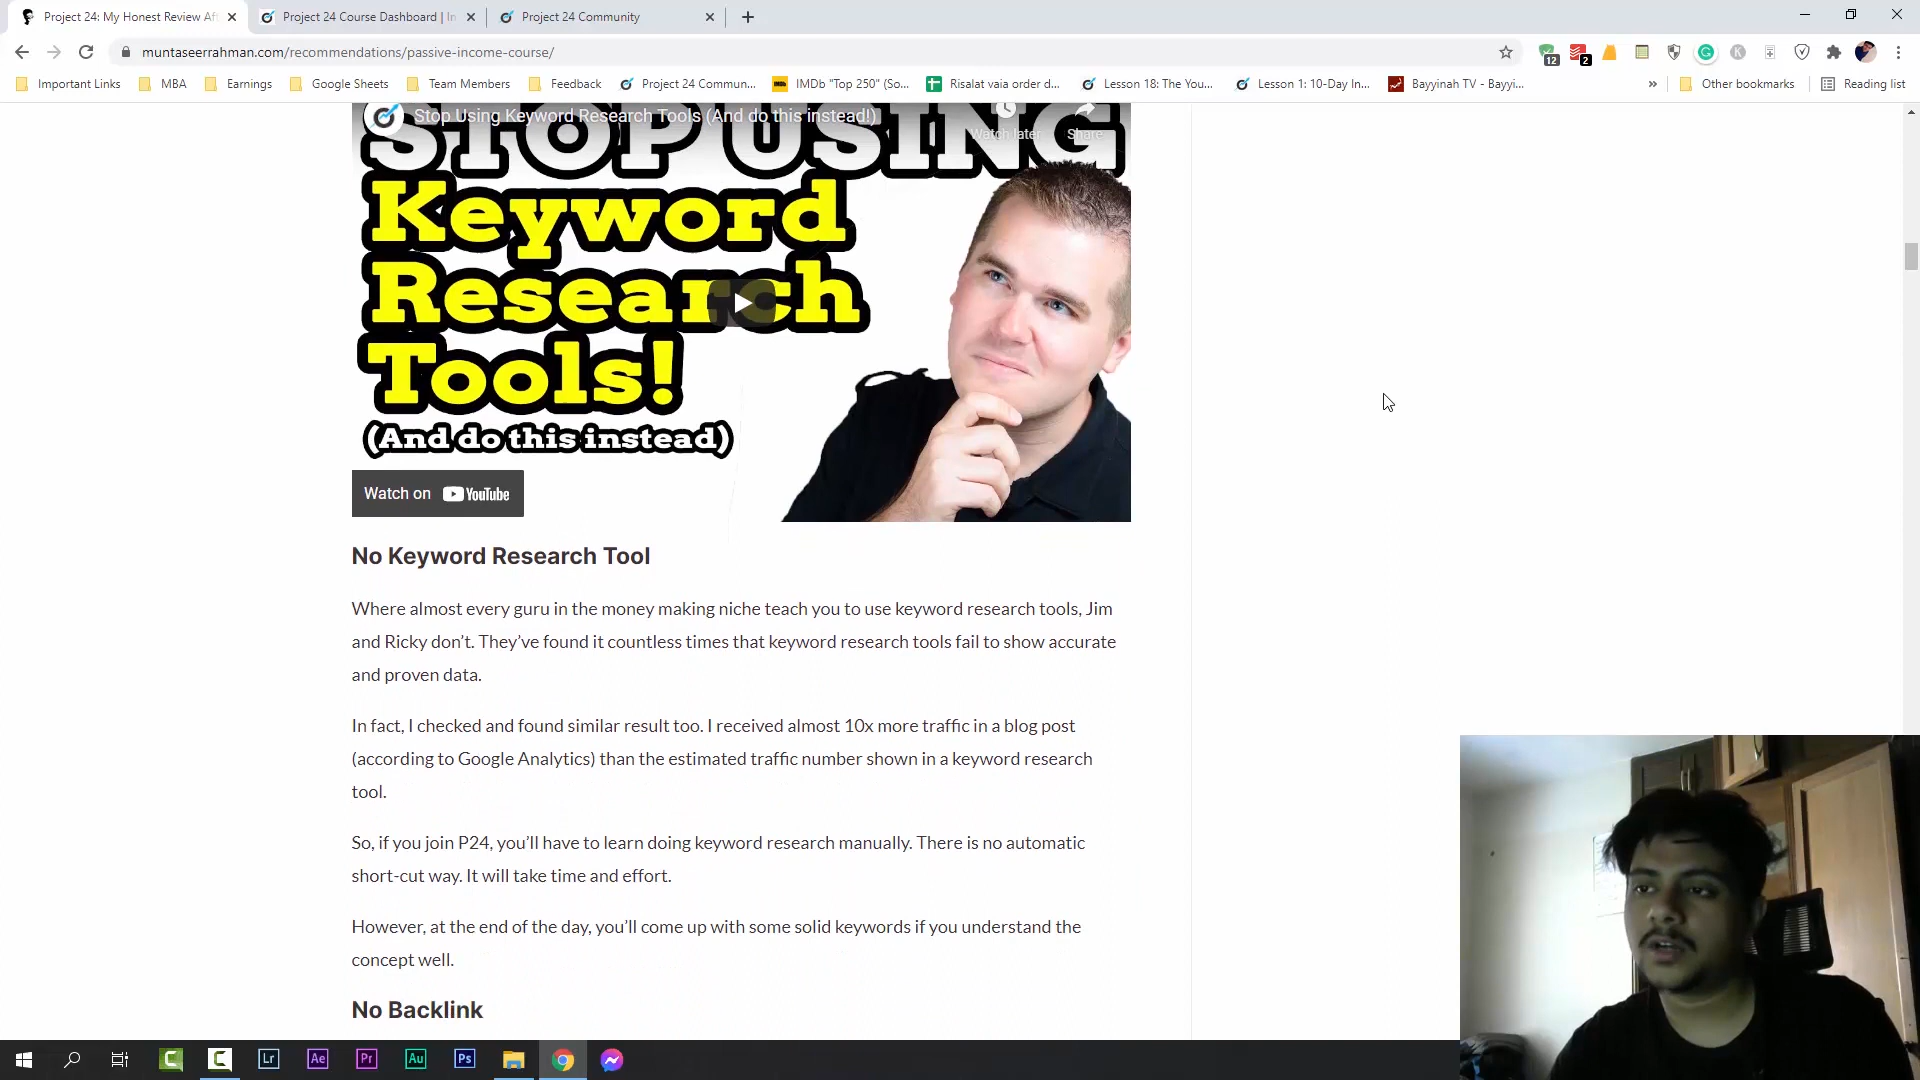 Project 24: My Honest Review Af
Project 24 Course Dashboard | In
Project 24 Community
muntaseerrahman.com/recommendations/passive-income-course/
12
2
Important Links
MBA
Earnings
Google Sheets
Team Members
Feedback
Project 24 Commun...
IMDb "Top 250" (So...
Risalat vaia order d...
Lesson 18: The You...
Lesson 1: 10-Day In...
Bayyinah TV - Bayyi...
»
Other bookmarks
Reading list
Stop Using Keyword Research Tools (And do this instead!)
Watch later
Share
STOP USING
Keyword
Research
Tools!
(And do this instead)
Watch on YouTube
No Keyword Research Tool
Where almost every guru in the money making niche teach you to use keyword research tools, Jim
and Ricky don’t. They’ve found it countless times that keyword research tools fail to show accurate
and proven data.
In fact, I checked and found similar result too. I received almost 10x more traffic in a blog post
(according to Google Analytics) than the estimated traffic number shown in a keyword research
tool.
So, if you join P24, you’ll have to learn doing keyword research manually. There is no automatic
short-cut way. It will take time and effort.
However, at the end of the day, you’ll come up with some solid keywords if you understand the
concept well.
No Backlink
Lr
Ae
Pr
Au
Ps